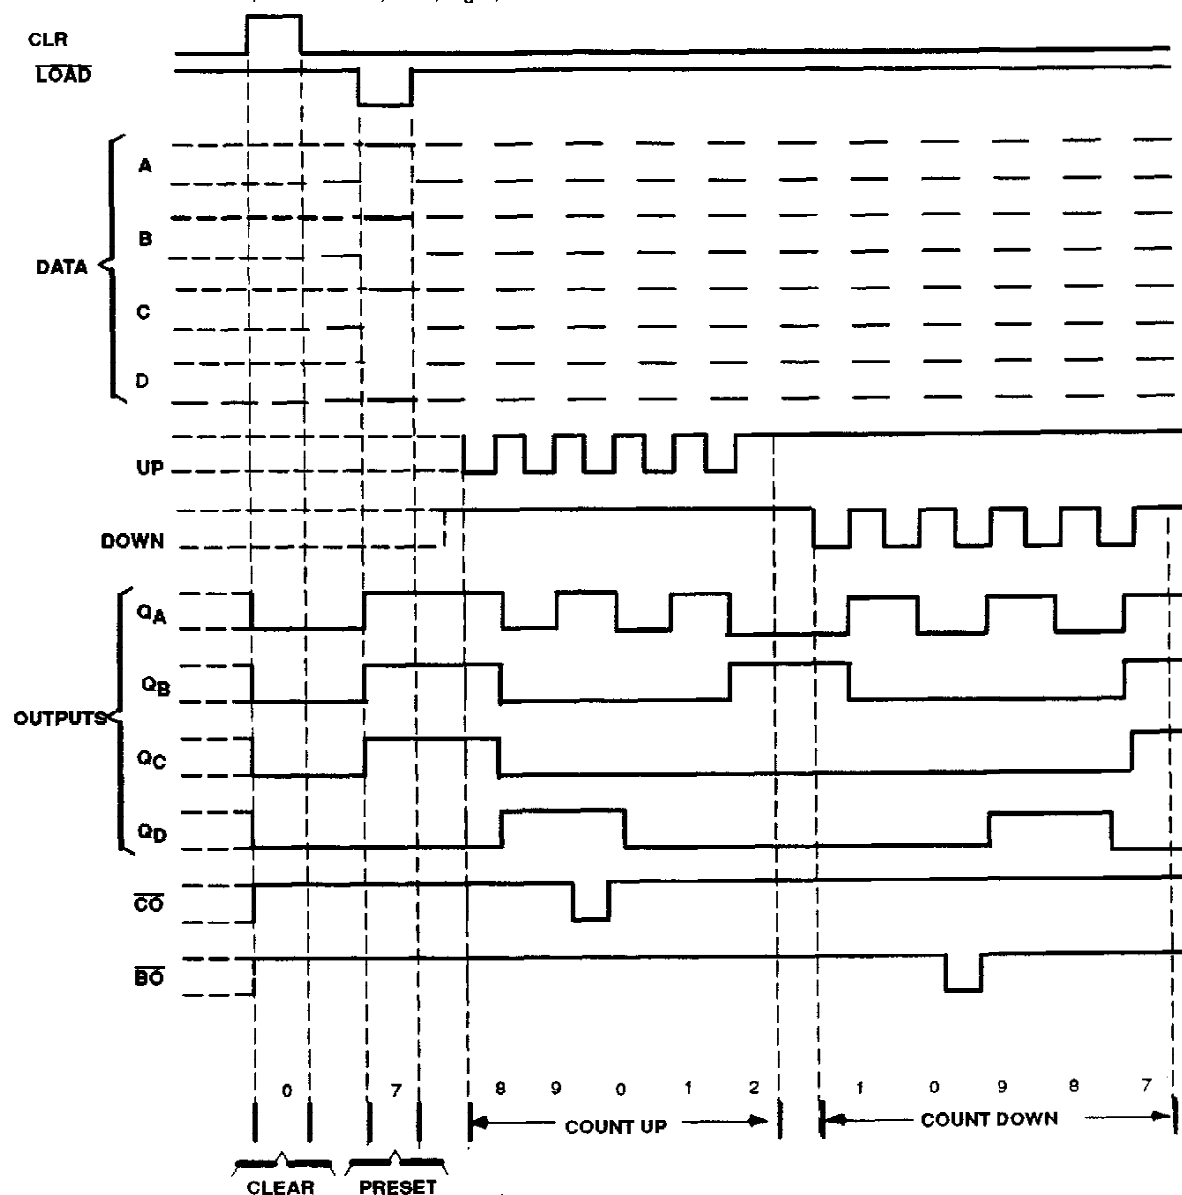 CLR
LOAD
A
B
DATA
C
D
UP
DOWN
QA
QB
OUTPUTS
QC
QD
CO
BO
0 7 8 9 0 1 2 1 0 9 8 7
COUNT UP COUNT DOWN
CLEAR PRESET